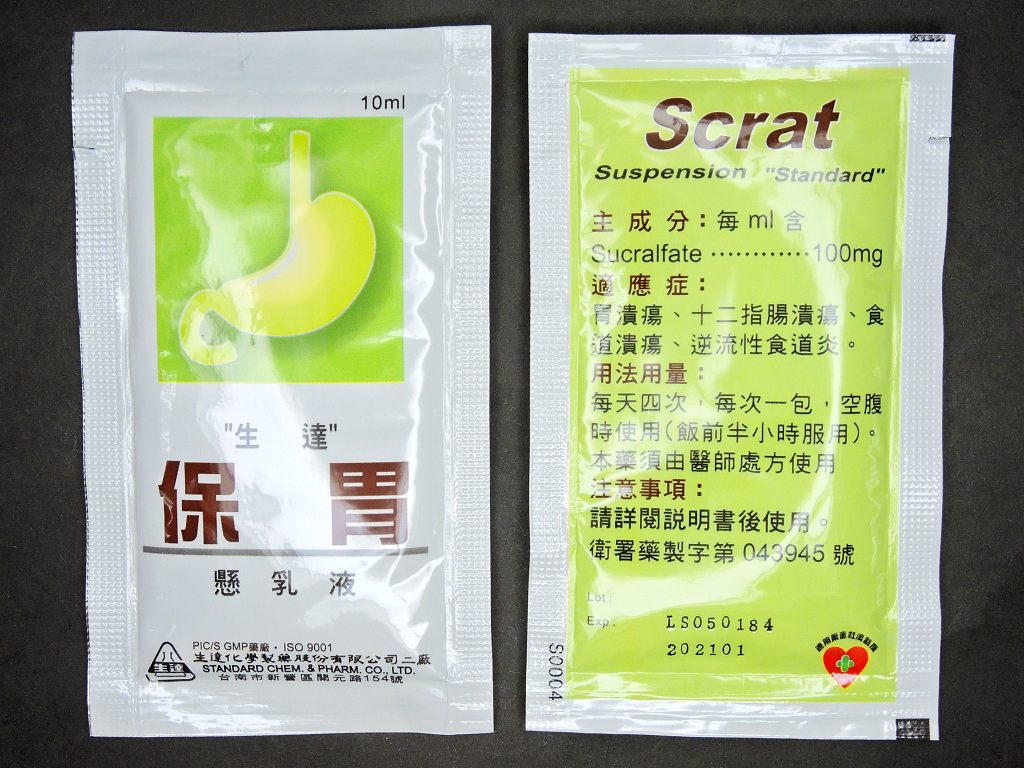 10ml
"生 達"
保 胃
懸 乳 液
PIC/S GMP藥廠・ISO 9001
生達化學製藥股份有限公司二廠
STANDARD CHEM. & PHARM. CO., LTD.
台南市新營區開元路154號
生達
Scrat
Suspension "Standard"
主 成 分：每 ml 含
Sucralfate ············100mg
適 應 症：
胃潰瘍、十二指腸潰瘍、食
道潰瘍、逆流性食道炎。
用法用量：
每天四次，每次一包，空腹
時使用(飯前半小時服用)。
本藥須由醫師處方使用
注意事項：
請詳閱說明書後使用。
衛署藥製字第 043945 號
Lot :
Exp : LS050184
202101
S0004